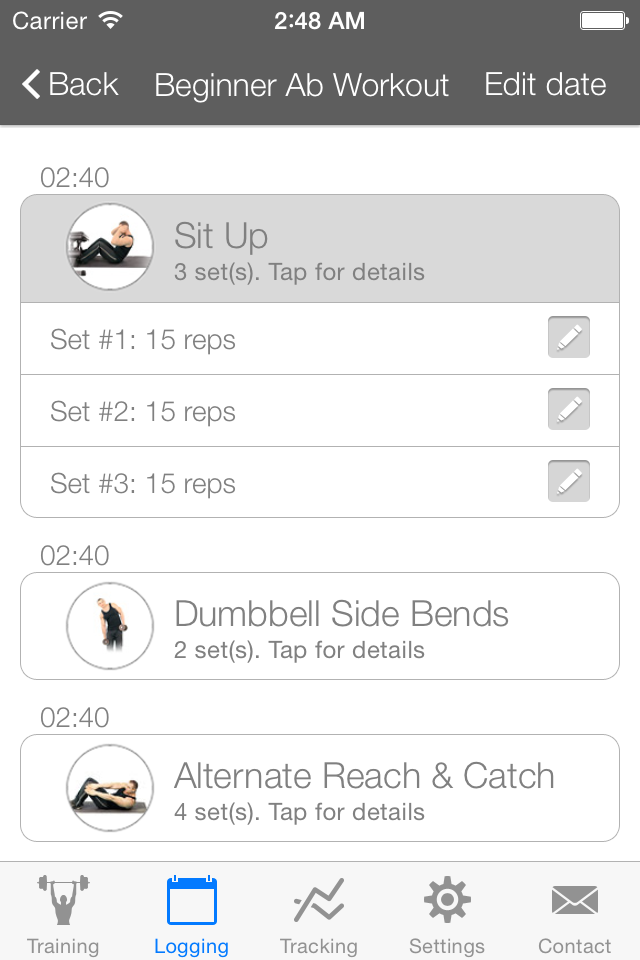 Carrier 2:48 AM
Back Beginner Ab Workout Edit date
02:40
Sit Up
3 set(s). Tap for details
Set #1: 15 reps
Set #2: 15 reps
Set #3: 15 reps
02:40
Dumbbell Side Bends
2 set(s). Tap for details
02:40
Alternate Reach & Catch
4 set(s). Tap for details
Training Logging Tracking Settings Contact